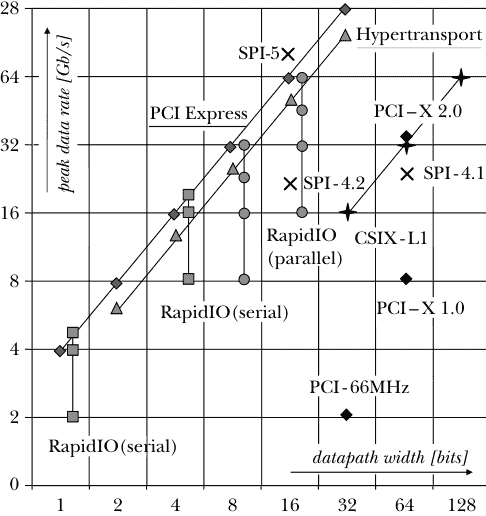 28
SPI-5
Hypertransport
64
peak data rate [Gb/s]
PCI Express
PCI-X 2.0
32
SPI-4.2
SPI-4.1
16
RapidIO
(parallel)
CSIX-L1
8
RapidIO (serial)
PCI-X 1.0
4
PCI-66MHz
2
RapidIO (serial)
datapath width [bits]
0
1 2 4 8 16 32 64 128